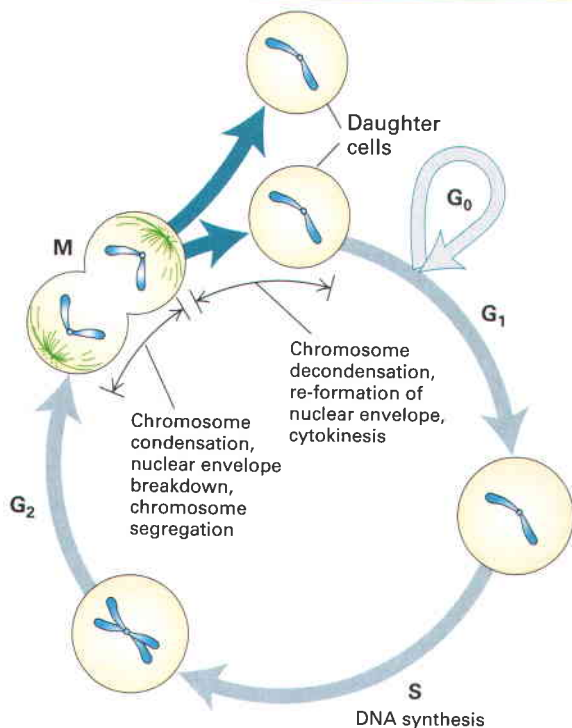 Daughter
cells
G₀
M
G₁
Chromosome
decondensation,
re-formation of
nuclear envelope,
cytokinesis
Chromosome
condensation,
nuclear envelope
breakdown,
chromosome
segregation
G₂
S
DNA synthesis